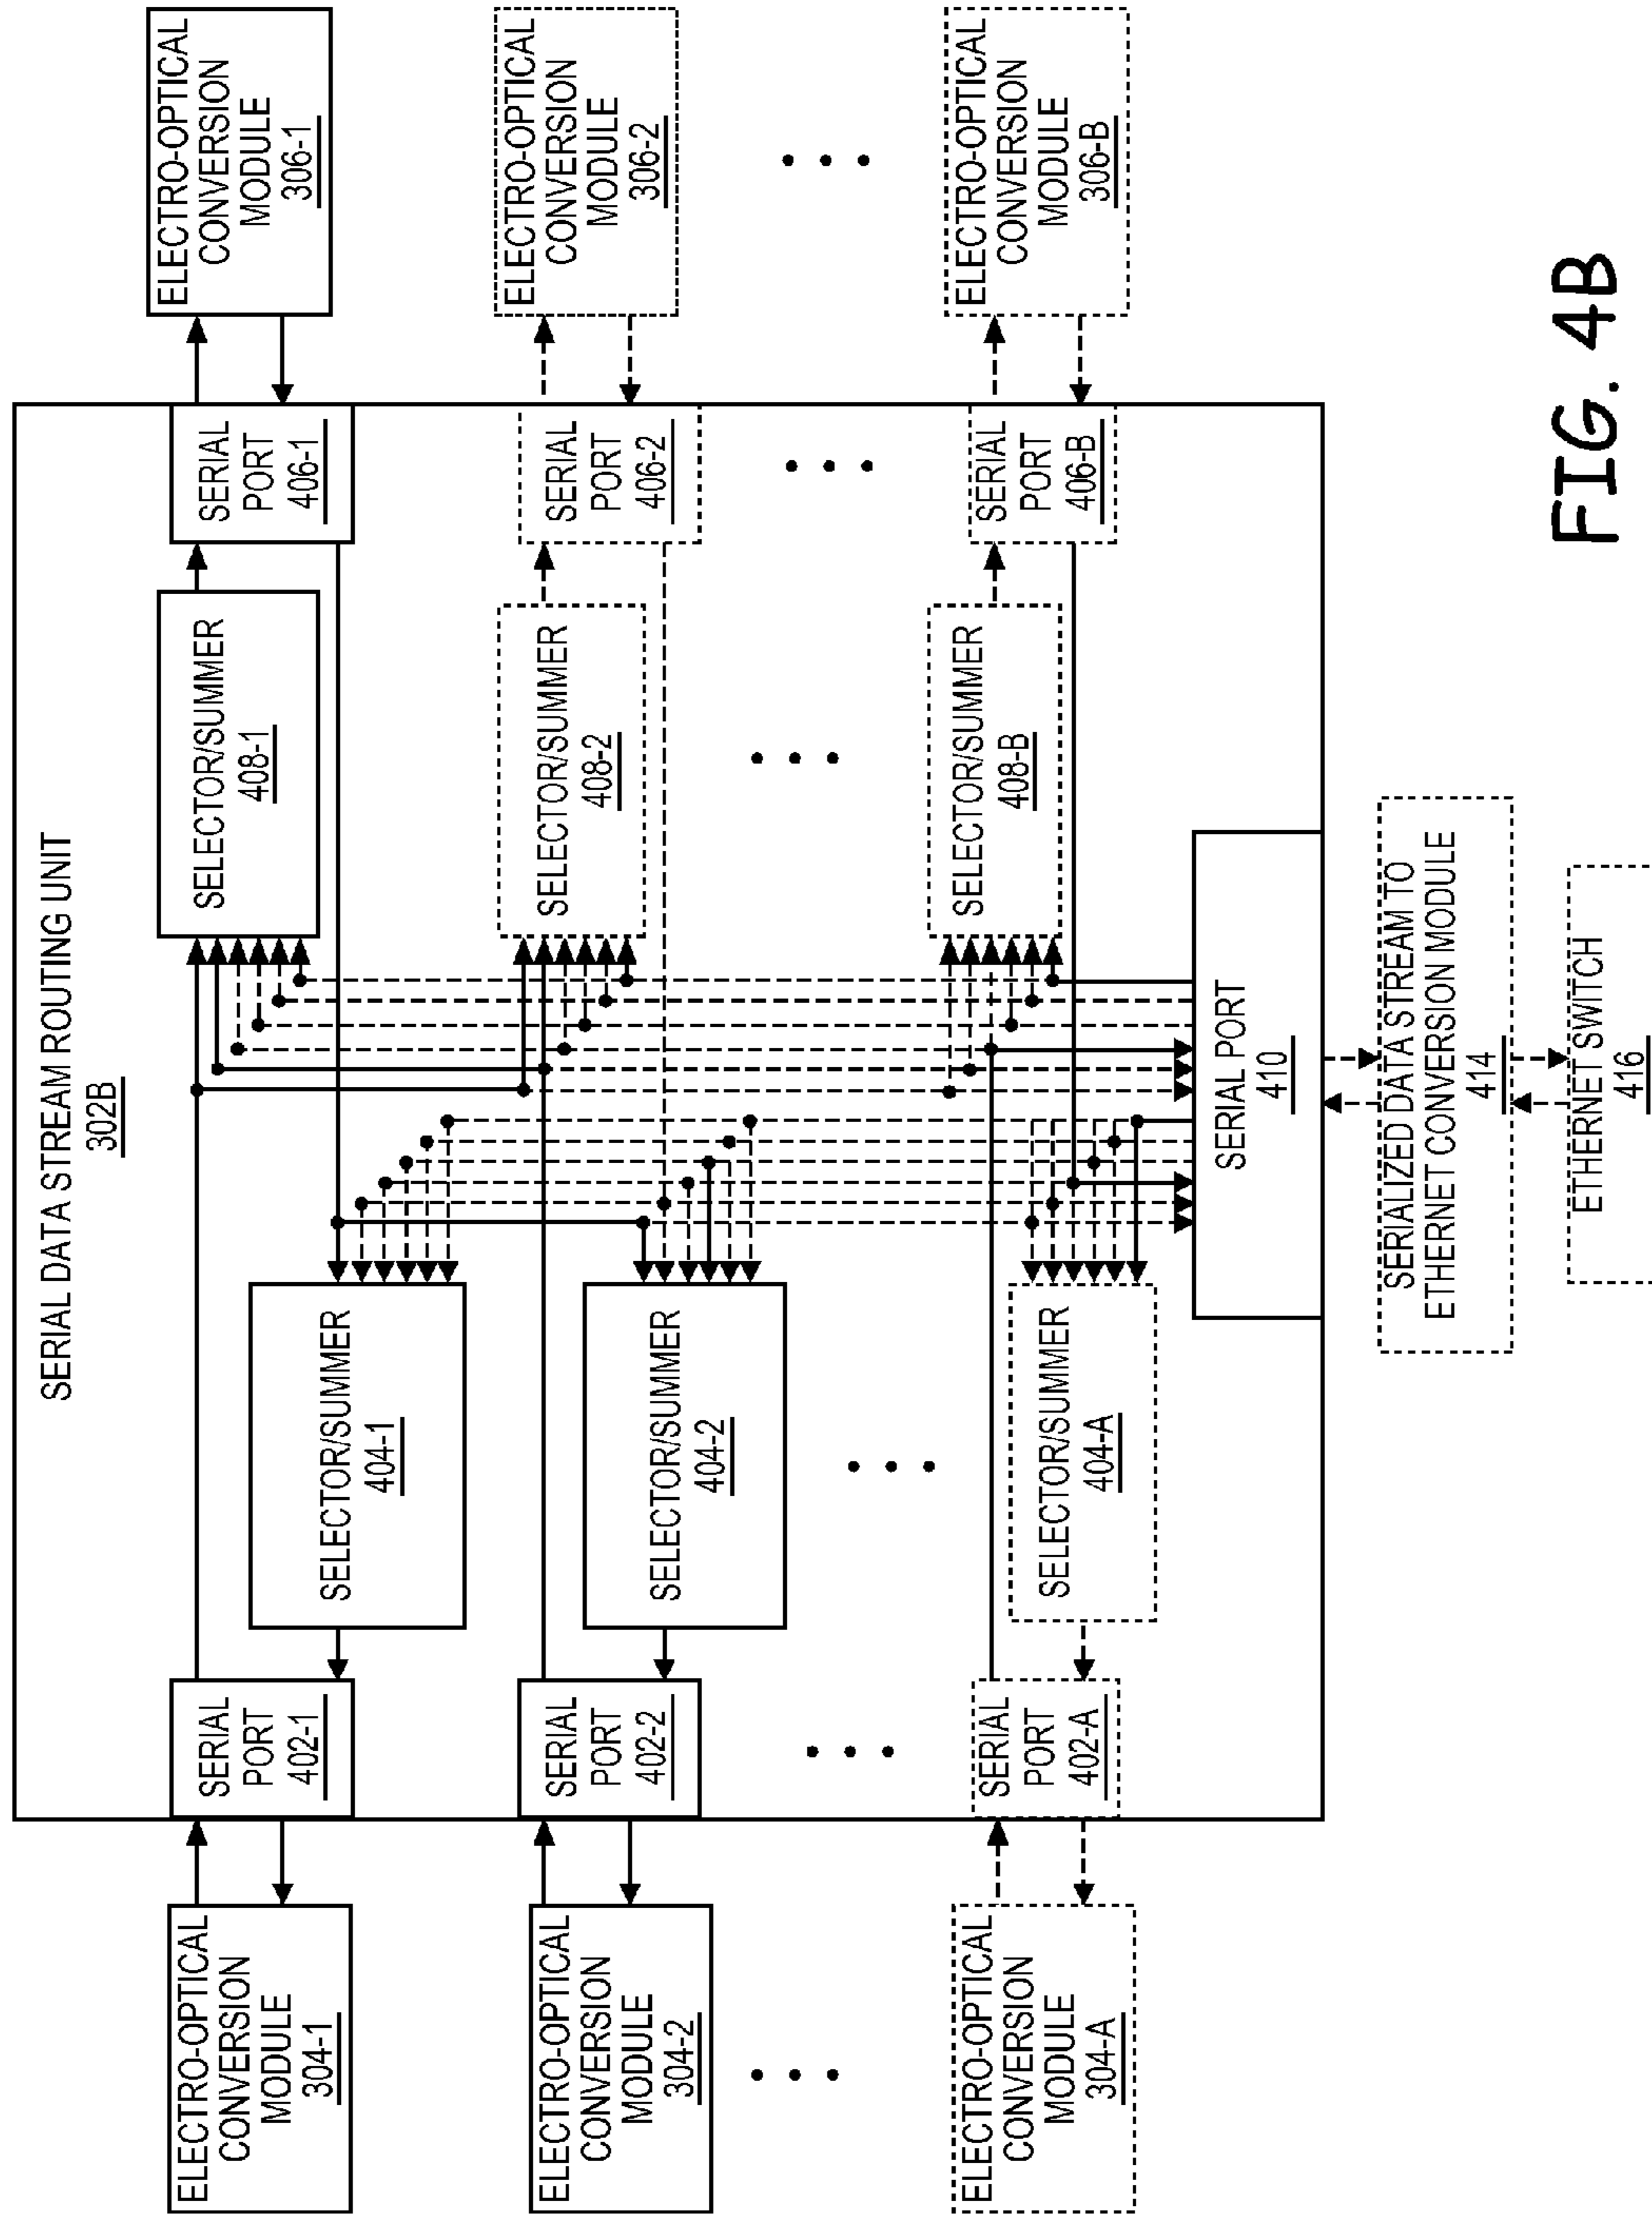 SERIAL DATA STREAM ROUTING UNIT
302B
ELECTRO-OPTICAL
CONVERSION
MODULE
304-1
SERIAL
PORT
402-1
SELECTOR/SUMMER
404-1
SELECTOR/SUMMER
408-1
SERIAL
PORT
406-1
ELECTRO-OPTICAL
CONVERSION
MODULE
306-1
ELECTRO-OPTICAL
CONVERSION
MODULE
304-2
SERIAL
PORT
402-2
SELECTOR/SUMMER
404-2
SELECTOR/SUMMER
408-2
SERIAL
PORT
406-2
ELECTRO-OPTICAL
CONVERSION
MODULE
306-2
ELECTRO-OPTICAL
CONVERSION
MODULE
304-A
SERIAL
PORT
402-A
SELECTOR/SUMMER
404-A
SELECTOR/SUMMER
408-B
SERIAL
PORT
406-B
ELECTRO-OPTICAL
CONVERSION
MODULE
306-B
SERIAL PORT
410
SERIALIZED DATA STREAM TO
ETHERNET CONVERSION MODULE
414
ETHERNET SWITCH
416
FIG. 4B